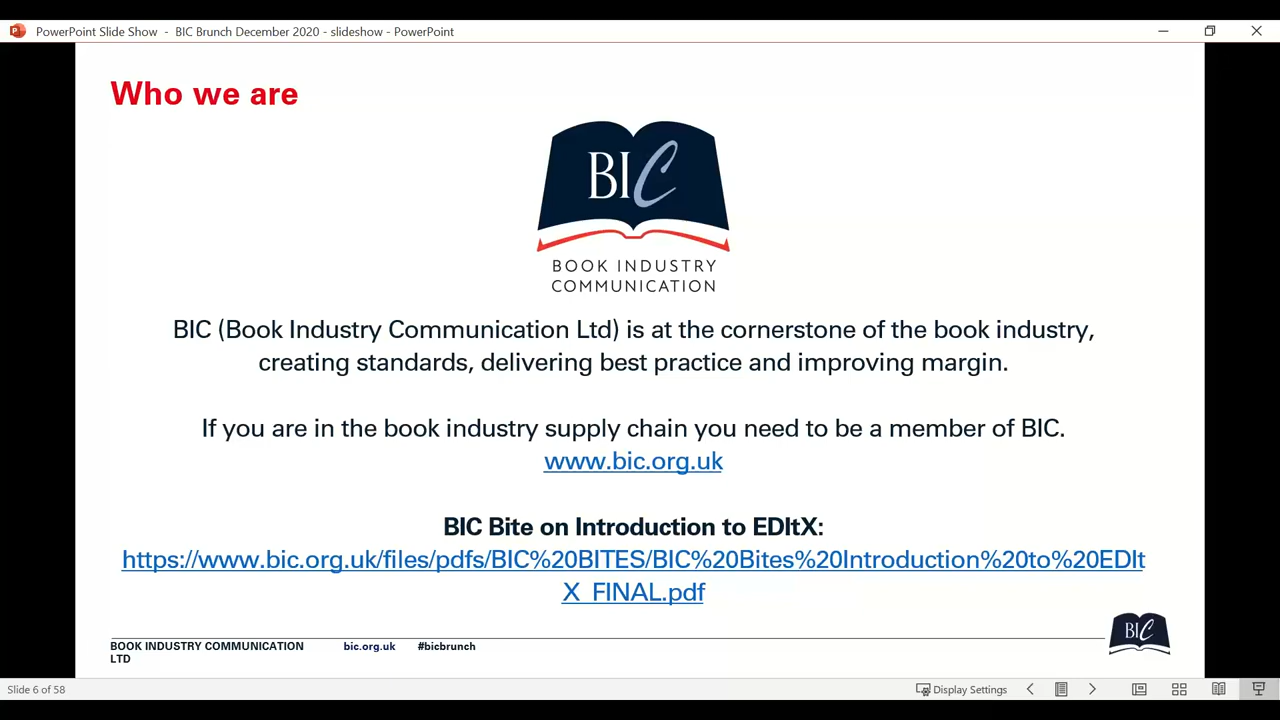 PowerPoint Slide Show - BIC Brunch December 2020 - slideshow - PowerPoint
Who we are
BIC
BOOK INDUSTRY
COMMUNICATION
BIC (Book Industry Communication Ltd) is at the cornerstone of the book industry,
creating standards, delivering best practice and improving margin.
If you are in the book industry supply chain you need to be a member of BIC.
www.bic.org.uk
BIC Bite on Introduction to EDItX:
https://www.bic.org.uk/files/pdfs/BIC%20BITES/BIC%20Bites%20Introduction%20to%20EDIt
X_FINAL.pdf
BOOK INDUSTRY COMMUNICATION
LTD
bic.org.uk
#bicbrunch
BIC
Slide 6 of 58
Display Settings